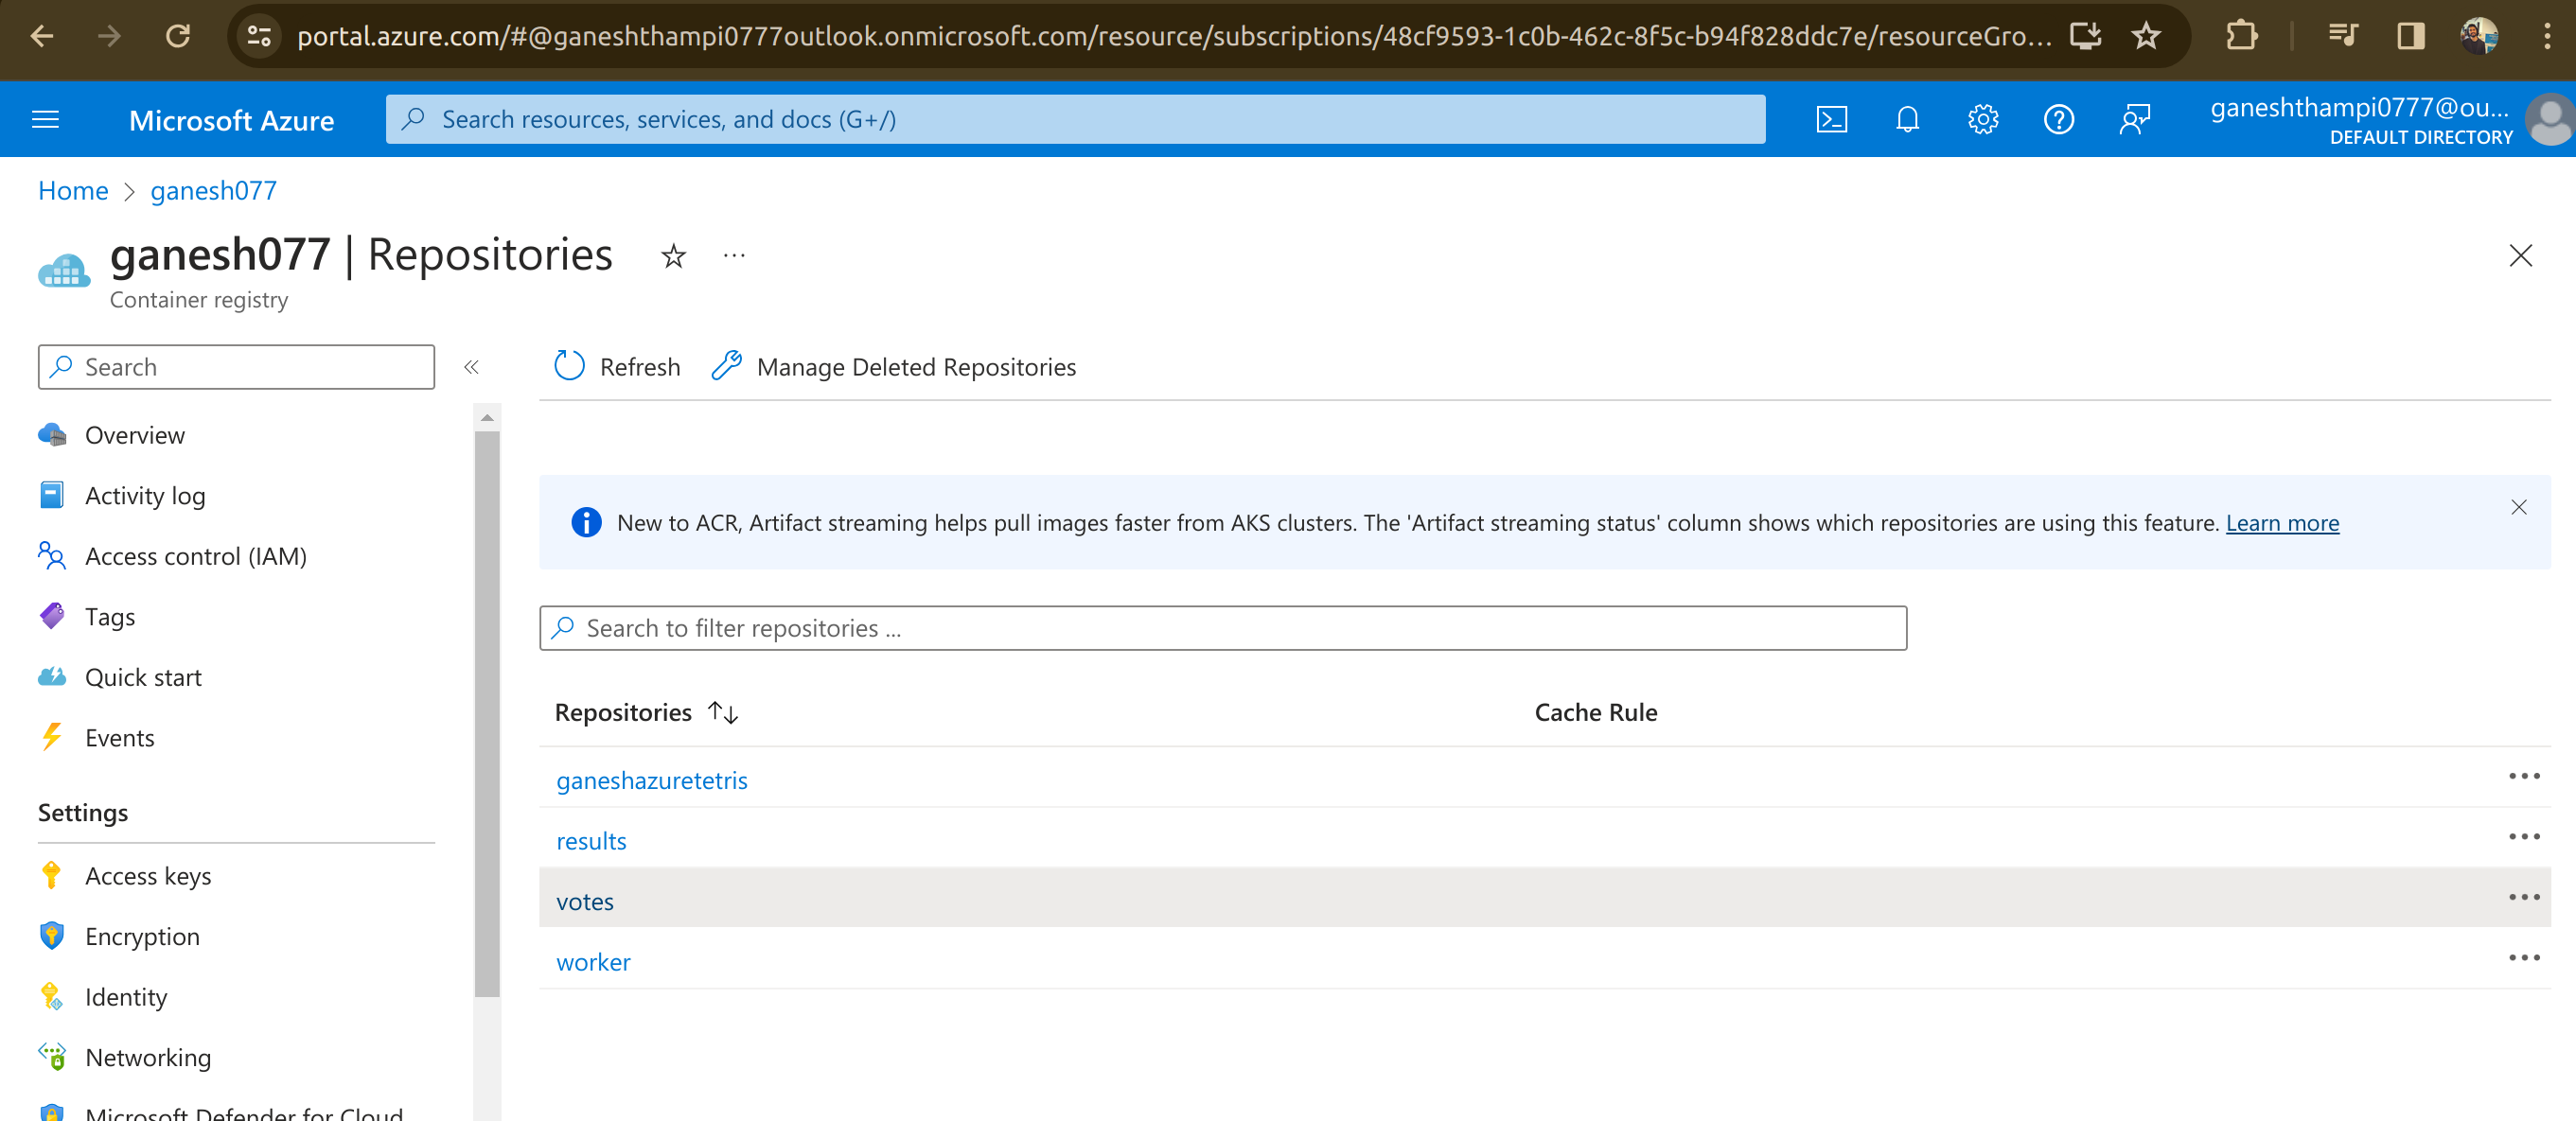 portal.azure.com/#@ganeshthampi0777outlook.onmicrosoft.com/resource/subscriptions/48cf9593-1c0b-462c-8f5c-b94f828ddc7e/resourceGro...
Microsoft Azure
Search resources, services, and docs (G+/)
ganeshthampi0777@ou...
DEFAULT DIRECTORY
Home > ganesh077
ganesh077 | Repositories
Container registry
Search
Refresh
Manage Deleted Repositories
Overview
Activity log
Access control (IAM)
Tags
Quick start
Events
Settings
Access keys
Encryption
Identity
Networking
Microsoft Defender for Cloud
New to ACR, Artifact streaming helps pull images faster from AKS clusters. The 'Artifact streaming status' column shows which repositories are using this feature. Learn more
Search to filter repositories ...
Repositories
Cache Rule
ganeshazuretetris
results
votes
worker